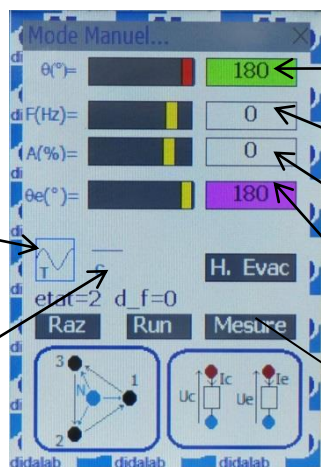 Mode Manuel...
θ(°)= 180
F(Hz)= 0
A(%)= 0
θe(°)= 180
T
H. Evac
etat=2 d_f=0
Raz Run Mesure
3 N 1 2
Uc Ic Ue Ie
didalab didalab didalab